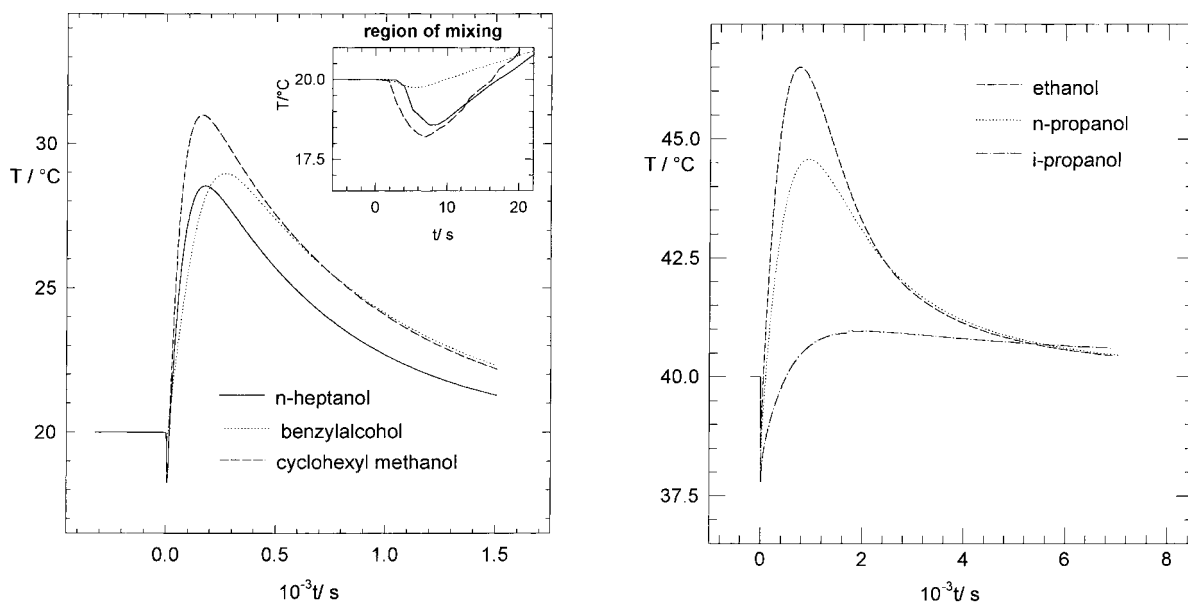 region of mixing
20.0
17.5
T/°C
0
10
20
t/ s
30
25
20
T / °C
n-heptanol
benzylalcohol
cyclohexyl methanol
0.0
0.5
1.0
1.5
10⁻³t/ s
45.0
42.5
40.0
37.5
T / °C
ethanol
n-propanol
i-propanol
0
2
4
6
8
10⁻³t/ s